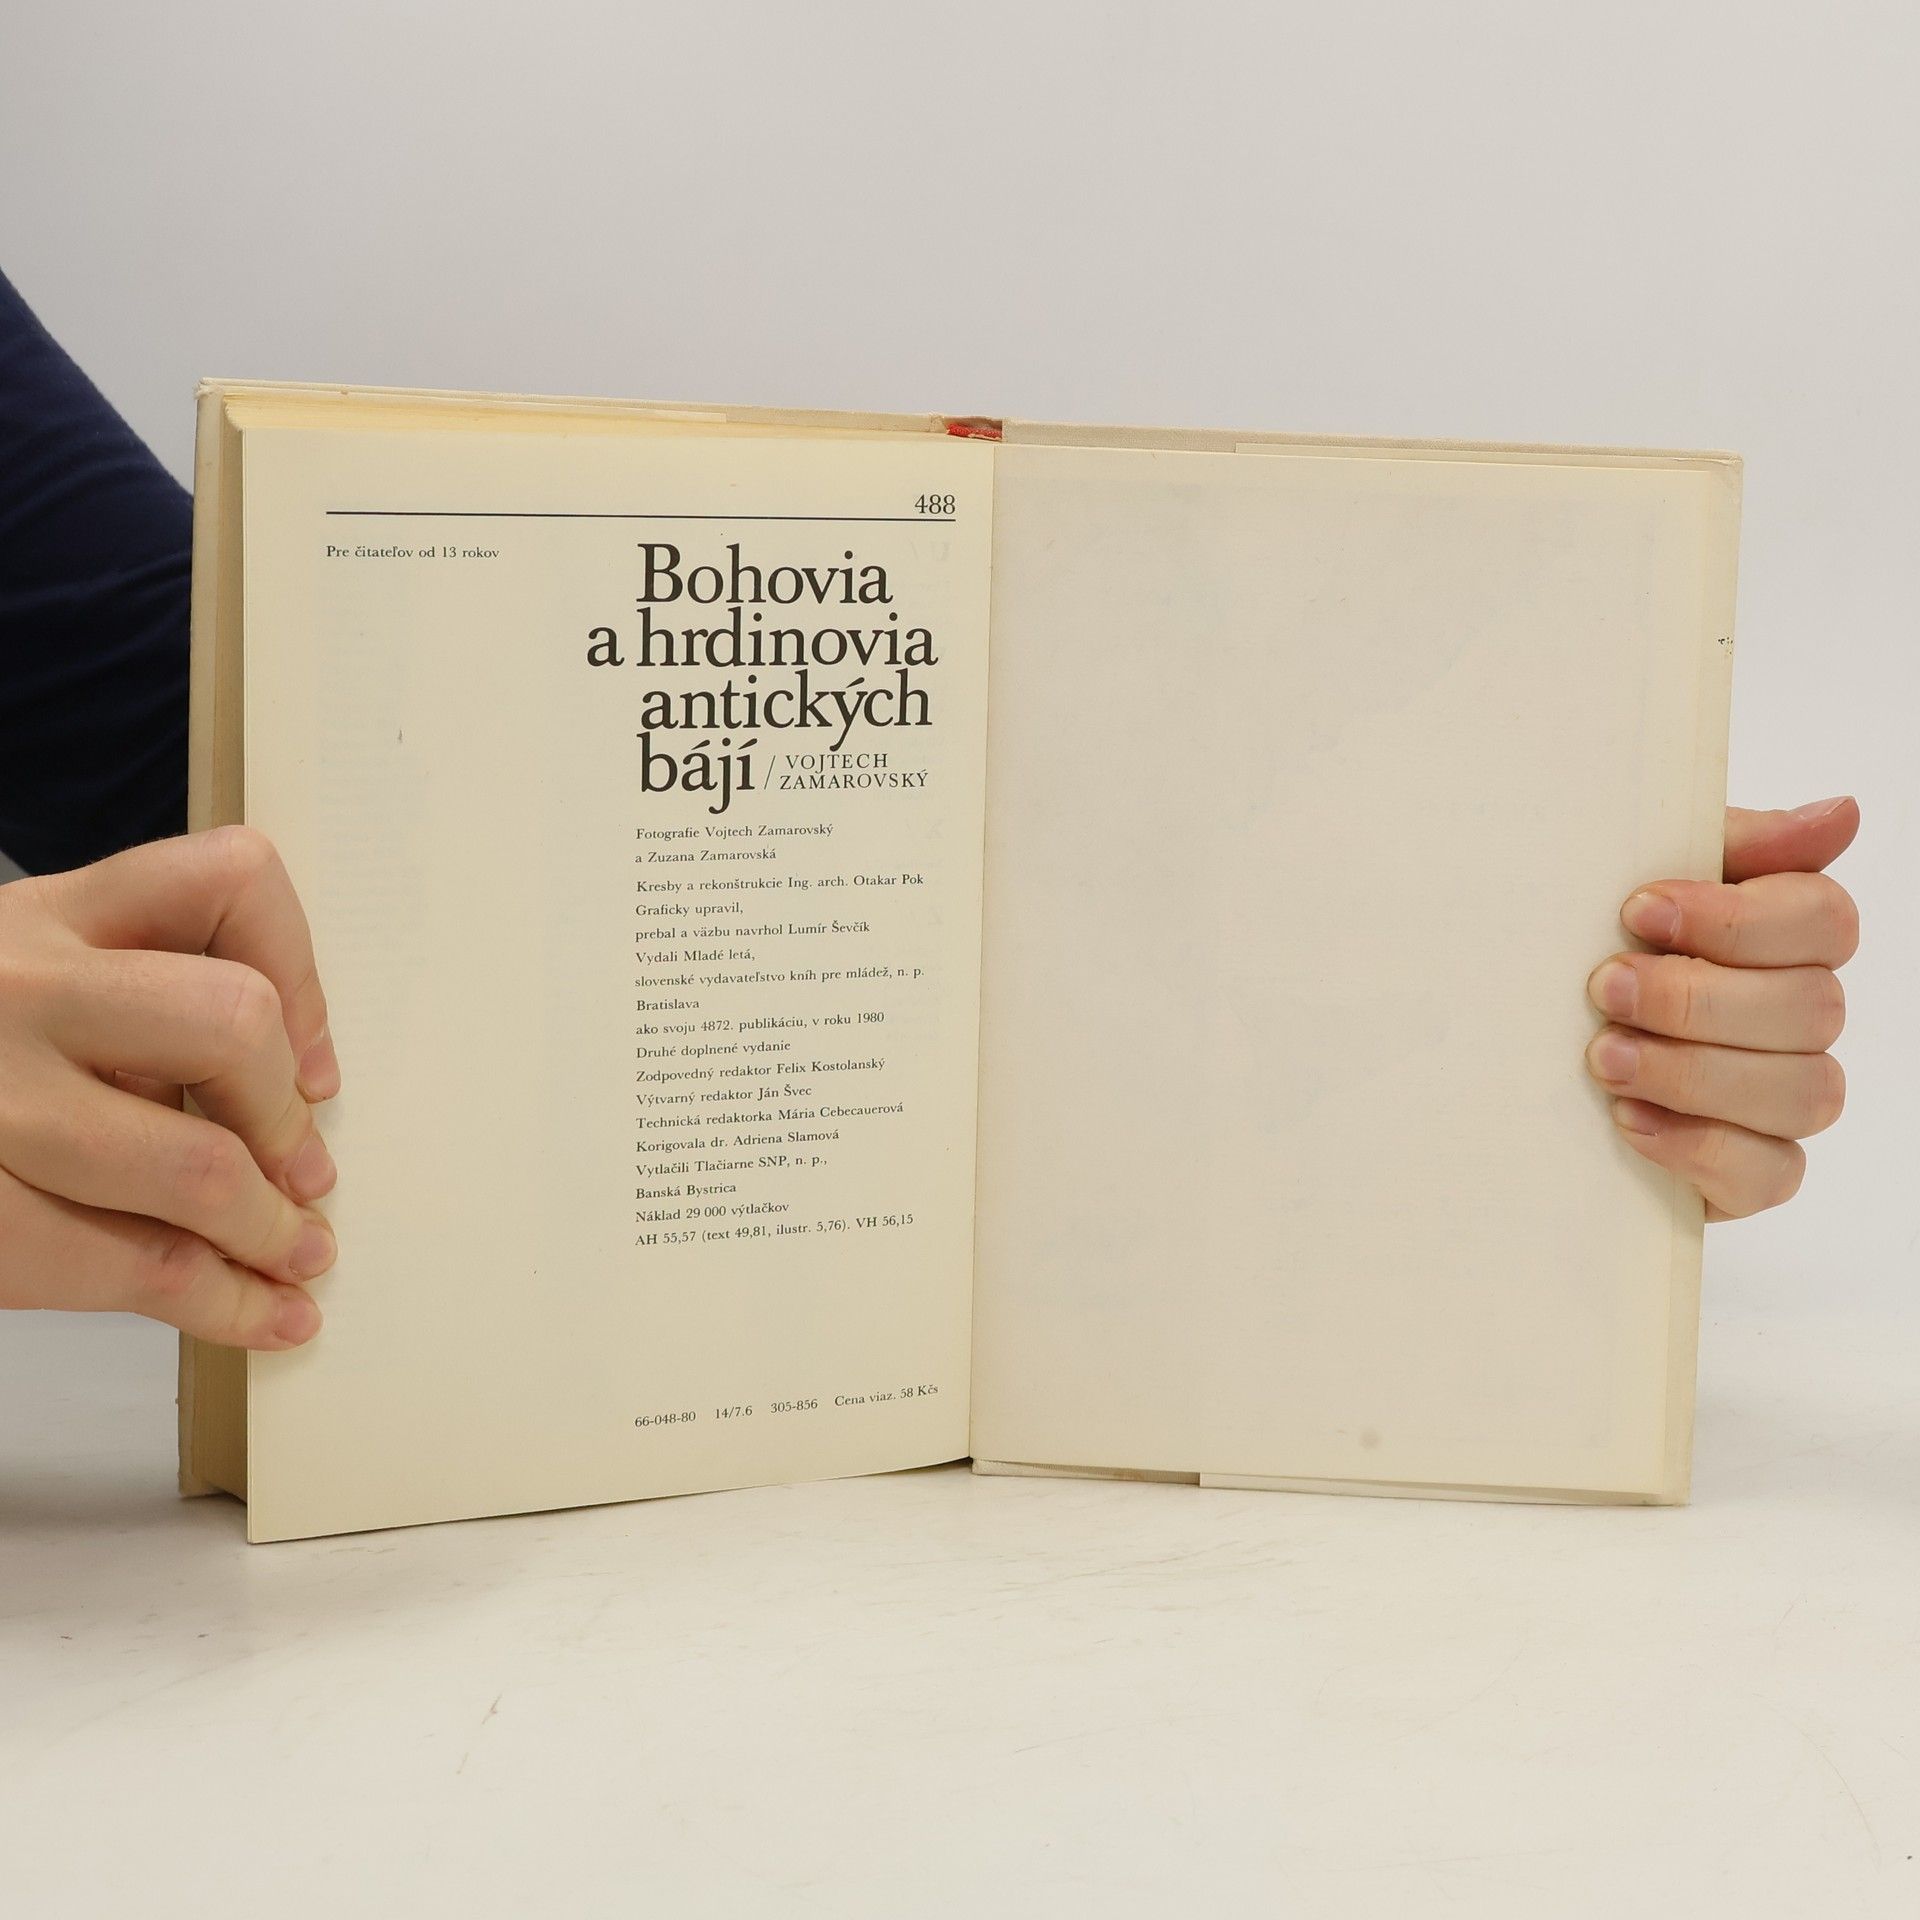 488
Pre čitateľov od 13 rokov
Bohovia
a hrdinovia
antických
bájí / VOJTECH
ZAMAROVSKÝ
Fotografie Vojtech Zamarovský
a Zuzana Zamarovská
Kresby a rekonštrukcie Ing. arch. Otakar Pok
Graficky upravil,
prebal a väzbu navrhol Lumír Ševčík
Vydali Mladé letá,
slovenské vydavateľstvo kníh pre mládež, n. p.
Bratislava
ako svoju 4872. publikáciu, v roku 1980
Druhé doplnené vydanie
Zodpovedný redaktor Felix Kostolanský
Výtvarný redaktor Ján Švec
Technická redaktorka Mária Cebecauerová
Korigovala dr. Adriena Slamová
Vytlačili Tlačiarne SNP, n. p.,
Banská Bystrica
Náklad 29 000 výtlačkov
AH 55,57 (text 49,81, ilustr. 5,76). VH 56,15
66-048-80 14/7.6 305-856 Cena viaz. 58 Kčs